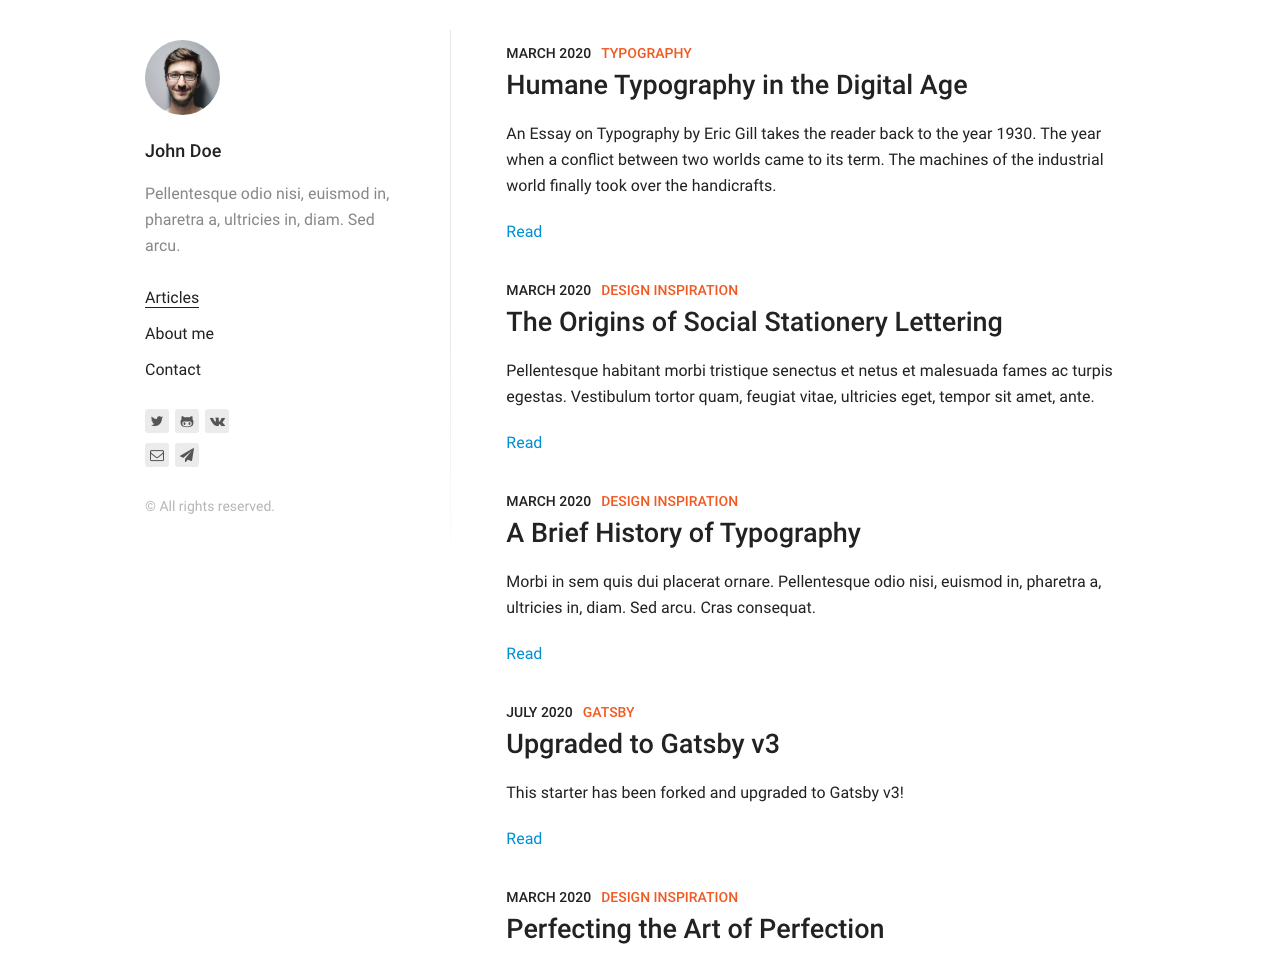 John Doe
Pellentesque odio nisi, euismod in,
pharetra a, ultricies in, diam. Sed
arcu.
Articles
About me
Contact
© All rights reserved.
MARCH 2020 TYPOGRAPHY
Humane Typography in the Digital Age
An Essay on Typography by Eric Gill takes the reader back to the year 1930. The year
when a conflict between two worlds came to its term. The machines of the industrial
world finally took over the handicrafts.
Read
MARCH 2020 DESIGN INSPIRATION
The Origins of Social Stationery Lettering
Pellentesque habitant morbi tristique senectus et netus et malesuada fames ac turpis
egestas. Vestibulum tortor quam, feugiat vitae, ultricies eget, tempor sit amet, ante.
Read
MARCH 2020 DESIGN INSPIRATION
A Brief History of Typography
Morbi in sem quis dui placerat ornare. Pellentesque odio nisi, euismod in, pharetra a,
ultricies in, diam. Sed arcu. Cras consequat.
Read
JULY 2020 GATSBY
Upgraded to Gatsby v3
This starter has been forked and upgraded to Gatsby v3!
Read
MARCH 2020 DESIGN INSPIRATION
Perfecting the Art of Perfection